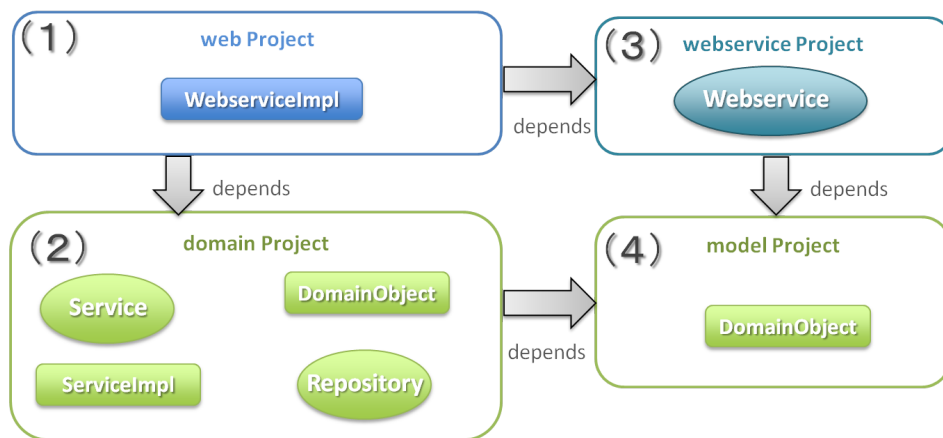 (1)
web Project
WebserviceImpl
depends
(3)
webservice Project
Webservice
depends
depends
(2)
domain Project
Service
DomainObject
ServiceImpl
Repository
depends
(4)
model Project
DomainObject